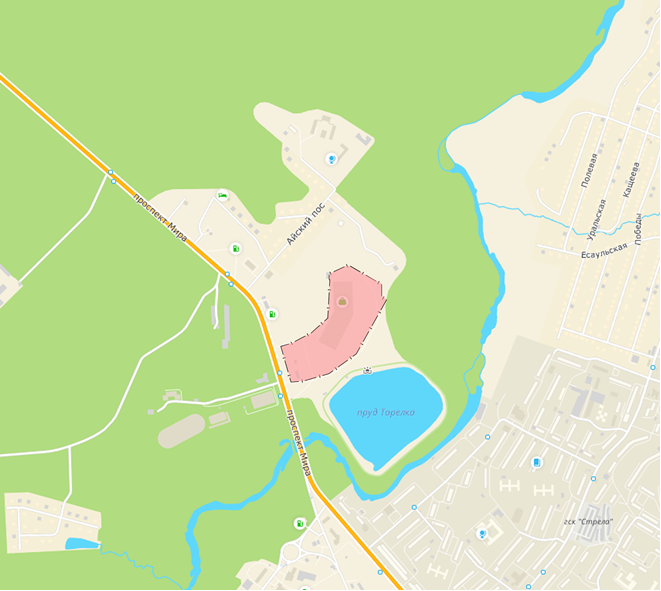 Полевая
Кащеева
проспект Мира
Айский пос
Уральская
Победы
Есаульская
пруд Тарелка
проспект Мира
гск "Стрела"